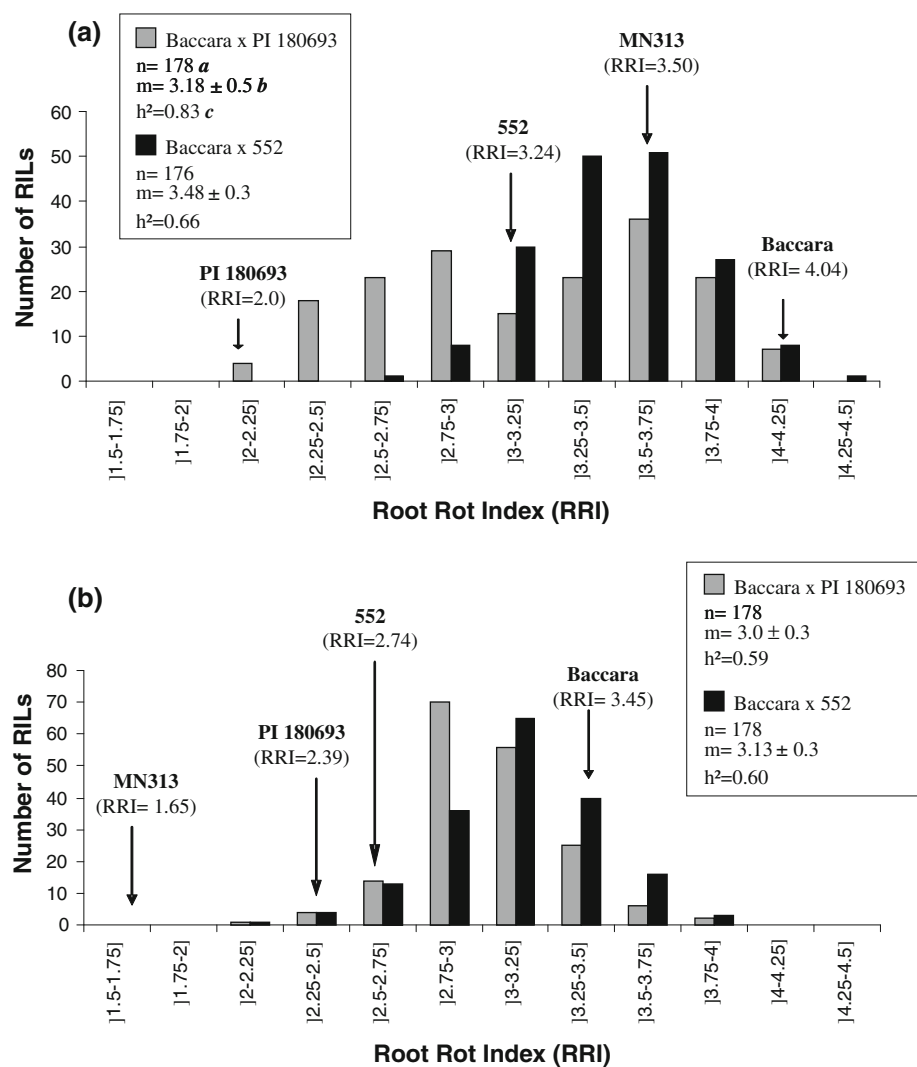 (a)
Baccara x PI 180693
n= 178 a
m= 3.18 ± 0.5 b
h²=0.83 c
Baccara x 552
n= 176
m= 3.48 ± 0.3
h²=0.66
MN313
(RRI=3.50)
552
(RRI=3.24)
Baccara
(RRI= 4.04)
PI 180693
(RRI=2.0)
Number of RILs
60
50
40
30
20
10
0
]1.5-1.75]
]1.75-2]
]2-2.25]
]2.25-2.5]
]2.5-2.75]
]2.75-3]
]3-3.25]
]3.25-3.5]
]3.5-3.75]
]3.75-4]
]4-4.25]
]4.25-4.5]
Root Rot Index (RRI)
(b)
Baccara x PI 180693
n= 178
m= 3.0 ± 0.3
h²=0.59
Baccara x 552
n= 178
m= 3.13 ± 0.3
h²=0.60
552
(RRI=2.74)
Baccara
(RRI= 3.45)
PI 180693
(RRI=2.39)
MN313
(RRI= 1.65)
Number of RILs
80
70
60
50
40
30
20
10
0
]1.5-1.75]
]1.75-2]
]2-2.25]
]2.25-2.5]
]2.5-2.75]
]2.75-3]
]3-3.25]
]3.25-3.5]
]3.5-3.75]
]3.75-4]
]4-4.25]
]4.25-4.5]
Root Rot Index (RRI)